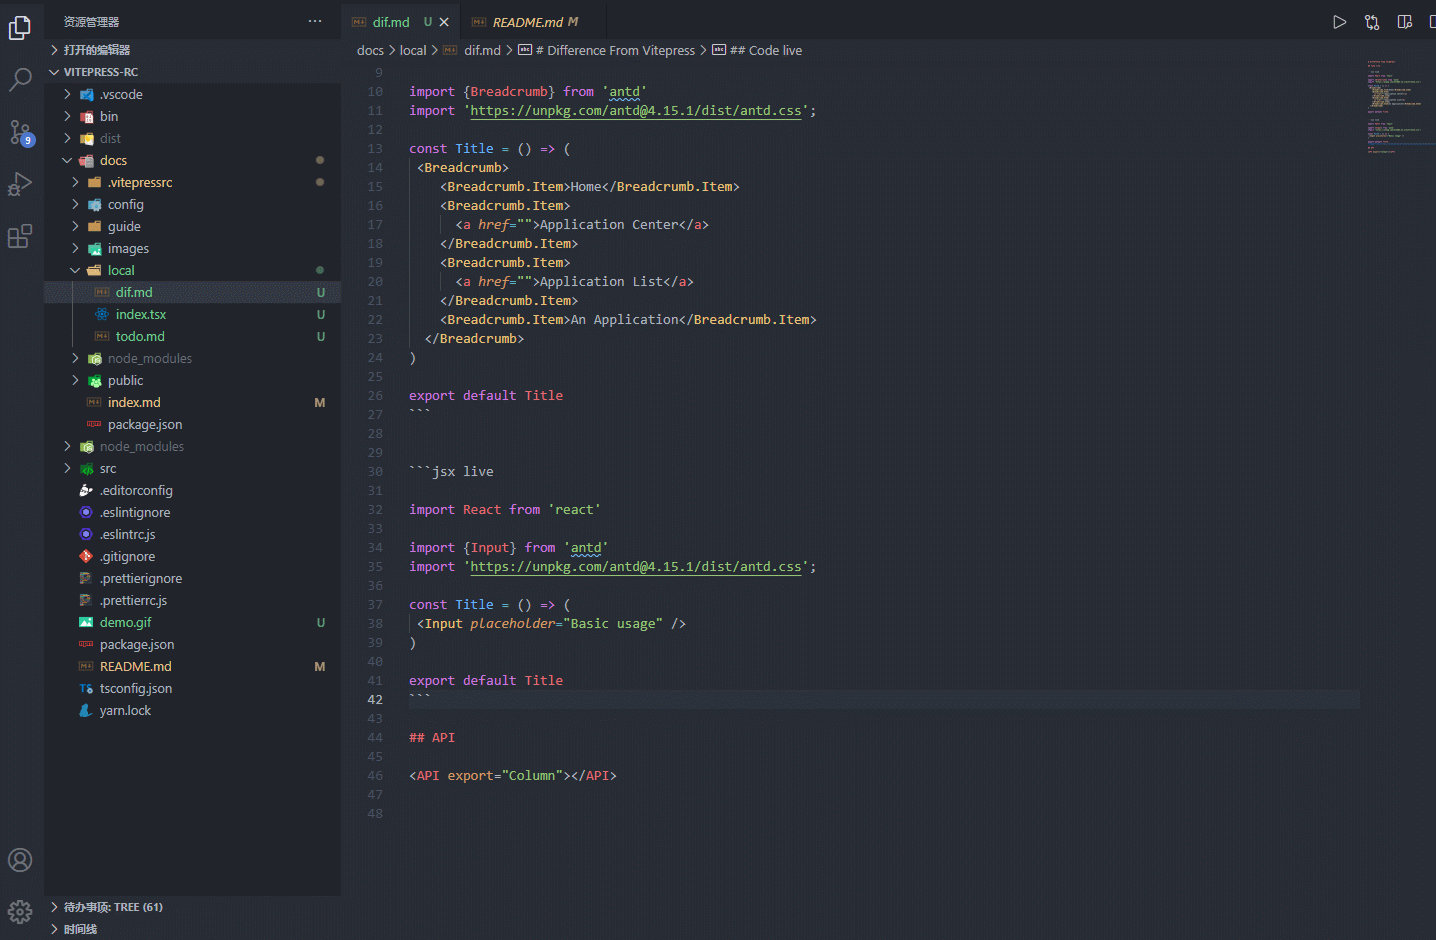 资源管理器
打开的编辑器
VITEPRESS-RC
.vscode
bin
dist
docs
.vitepressrc
config
guide
images
local
dif.md U
index.tsx U
todo.md U
node_modules
public
index.md M
package.json
node_modules
src
.editorconfig
.eslintignore
.eslintrc.js
.gitignore
.prettierignore
.prettierrc.js
demo.gif U
package.json
README.md M
tsconfig.json
yarn.lock
待办事项: TREE (61)
时间线
9
dif.md U
README.md M
docs > local > dif.md > # Difference From Vitepress > ## Code live
9
10 import {Breadcrumb} from 'antd'
11 import 'https://unpkg.com/antd@4.15.1/dist/antd.css';
12
13 const Title = () => (
14 <Breadcrumb>
15 <Breadcrumb.Item>Home</Breadcrumb.Item>
16 <Breadcrumb.Item>
17 <a href="">Application Center</a>
18 </Breadcrumb.Item>
19 <Breadcrumb.Item>
20 <a href="">Application List</a>
21 </Breadcrumb.Item>
22 <Breadcrumb.Item>An Application</Breadcrumb.Item>
23 </Breadcrumb>
24 )
25
26 export default Title
27 ```
28
29
30 ```jsx live
31
32 import React from 'react'
33
34 import {Input} from 'antd'
35 import 'https://unpkg.com/antd@4.15.1/dist/antd.css';
36
37 const Title = () => (
38 <Input placeholder="Basic usage" />
39 )
40
41 export default Title
42 ```
43
44 ## API
45
46 <API export="Column"></API>
47
48